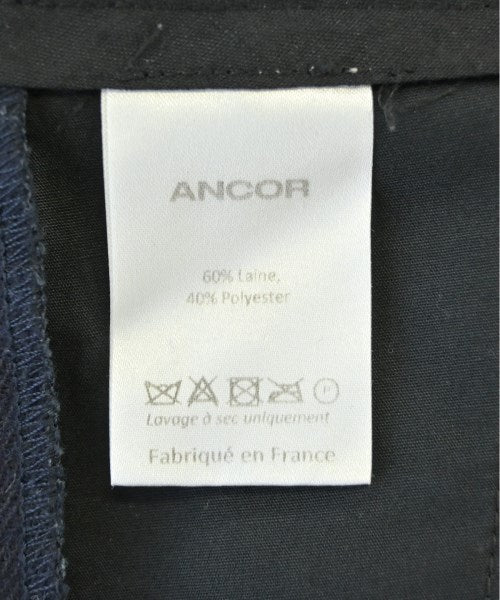 ANCOR
60% Laine,
40% Polyester
Lavage à sec uniquement
Fabriqué en France